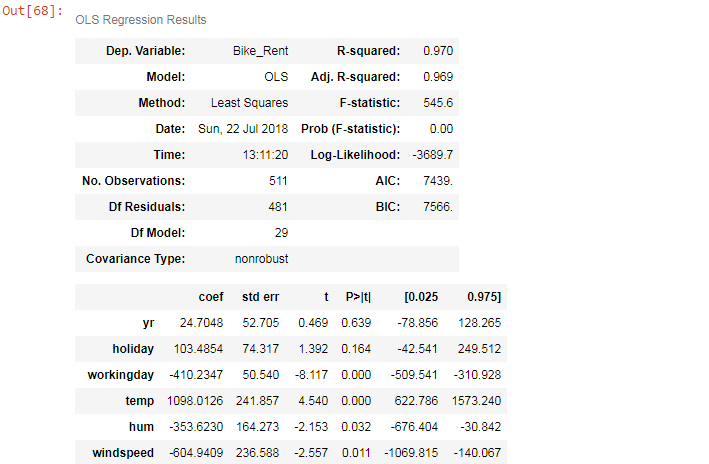 Out[68]:
OLS Regression Results
Dep. Variable: Bike_Rent R-squared: 0.970
Model: OLS Adj. R-squared: 0.969
Method: Least Squares F-statistic: 545.6
Date: Sun, 22 Jul 2018 Prob (F-statistic): 0.00
Time: 13:11:20 Log-Likelihood: -3689.7
No. Observations: 511 AIC: 7439.
Df Residuals: 481 BIC: 7566.
Df Model: 29
Covariance Type: nonrobust
coef std err t P>|t| [0.025 0.975]
yr 24.7048 52.705 0.469 0.639 -78.856 128.265
holiday 103.4854 74.317 1.392 0.164 -42.541 249.512
workingday -410.2347 50.540 -8.117 0.000 -509.541 -310.928
temp 1098.0126 241.857 4.540 0.000 622.786 1573.240
hum -353.6230 164.273 -2.153 0.032 -676.404 -30.842
windspeed -604.9409 236.588 -2.557 0.011 -1069.815 -140.067